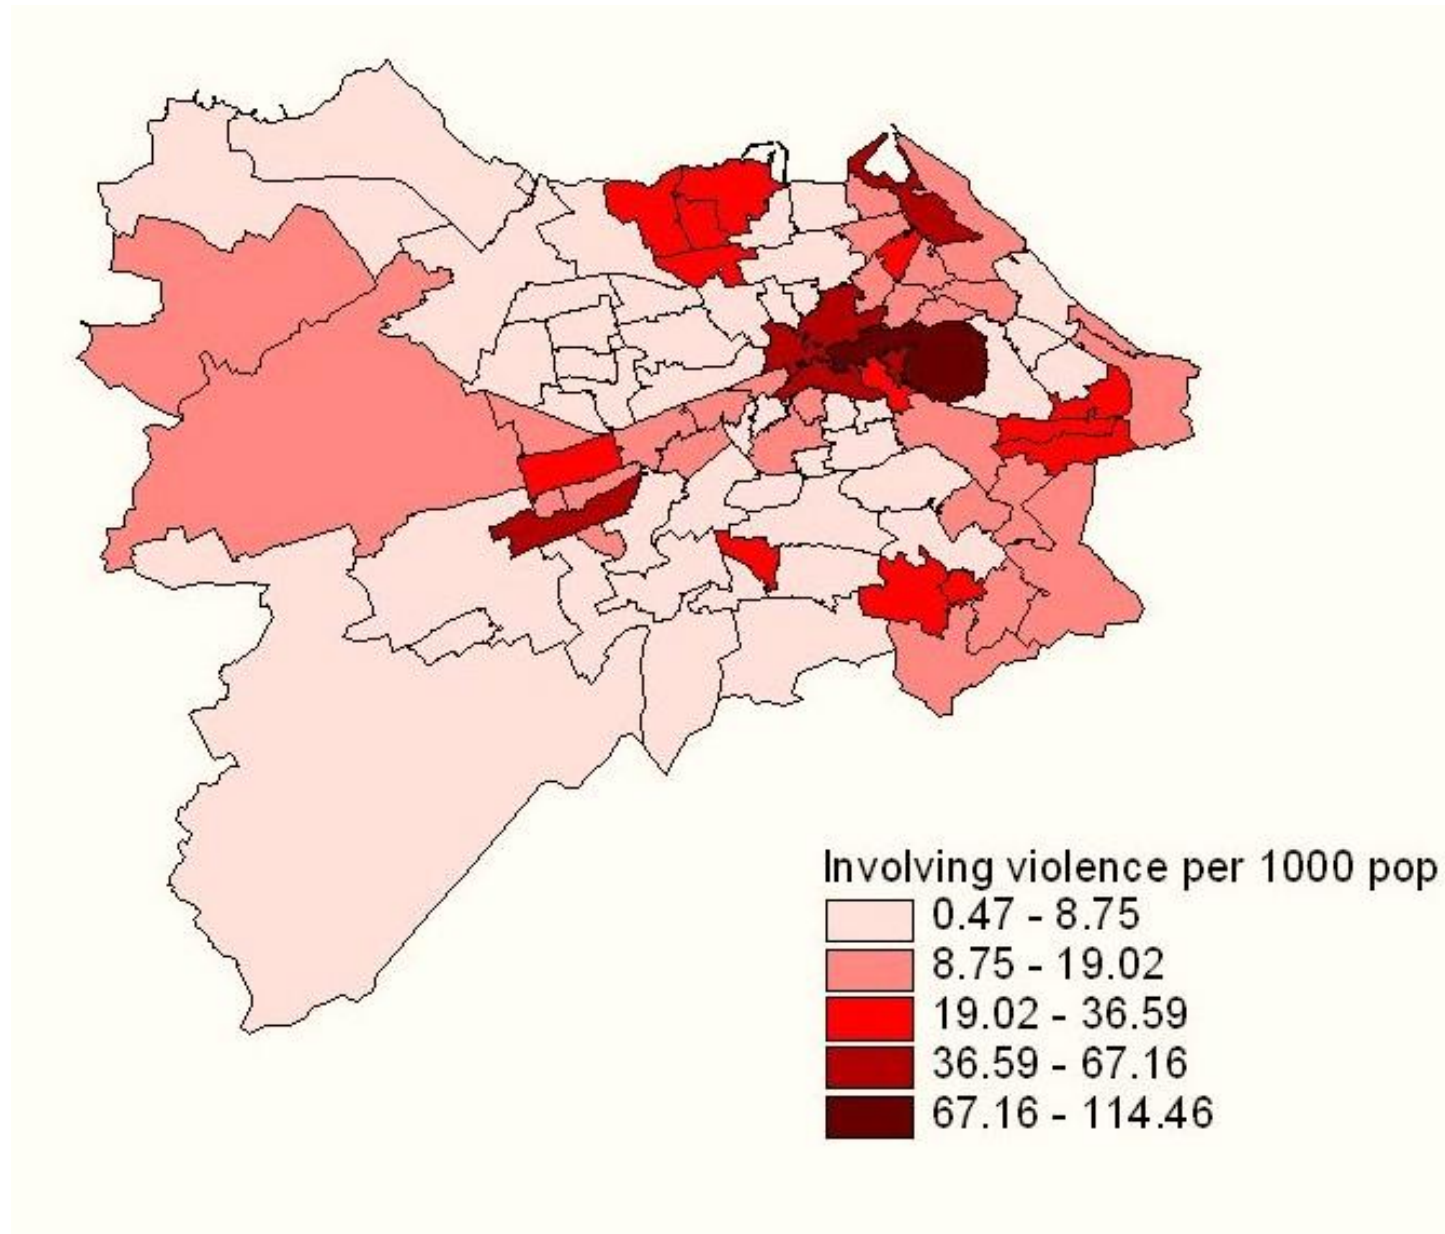 Involving violence per 1000 pop
0.47 - 8.75
8.75 - 19.02
19.02 - 36.59
36.59 - 67.16
67.16 - 114.46